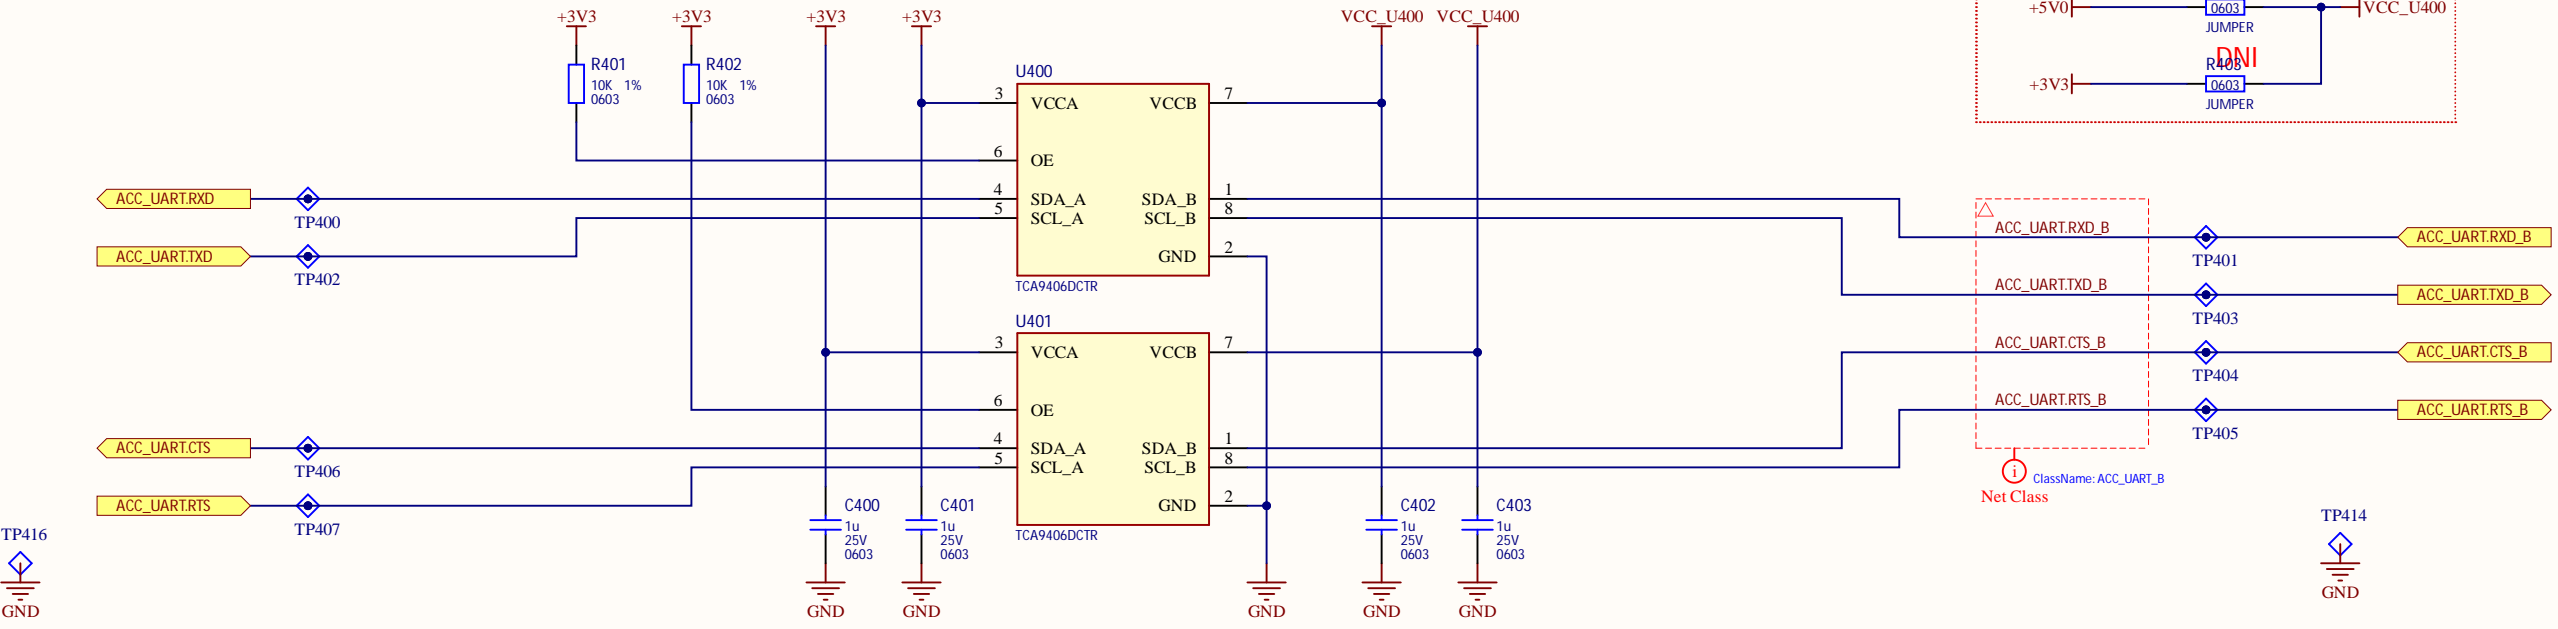 +3V3 +3V3 +3V3 +3V3 VCC_U400 VCC_U400
+5V0 0603 VCC_U400
JUMPER
DNI
R403
+3V3 0603
JUMPER
R401
10K 1%
0603
R402
10K 1%
0603
U400
3 VCCA VCCB 7
6 OE
4 SDA_A SDA_B 1
5 SCL_A SCL_B 8
GND 2
TCA9406DCTR
ACC_UART.RXD
TP400
ACC_UART.TXD
TP402
ACC_UART.RXD_B ACC_UART.RXD_B
TP401
ACC_UART.TXD_B ACC_UART.TXD_B
TP403
ACC_UART.CTS_B ACC_UART.CTS_B
TP404
ACC_UART.RTS_B ACC_UART.RTS_B
TP405
i ClassName: ACC_UART_B
Net Class
U401
3 VCCA VCCB 7
6 OE
4 SDA_A SDA_B 1
5 SCL_A SCL_B 8
GND 2
TCA9406DCTR
ACC_UART.CTS
TP406
ACC_UART.RTS
TP407
C400
1u
25V
0603
C401
1u
25V
0603
C402
1u
25V
0603
C403
1u
25V
0603
TP416
GND
GND GND GND GND GND
TP414
GND